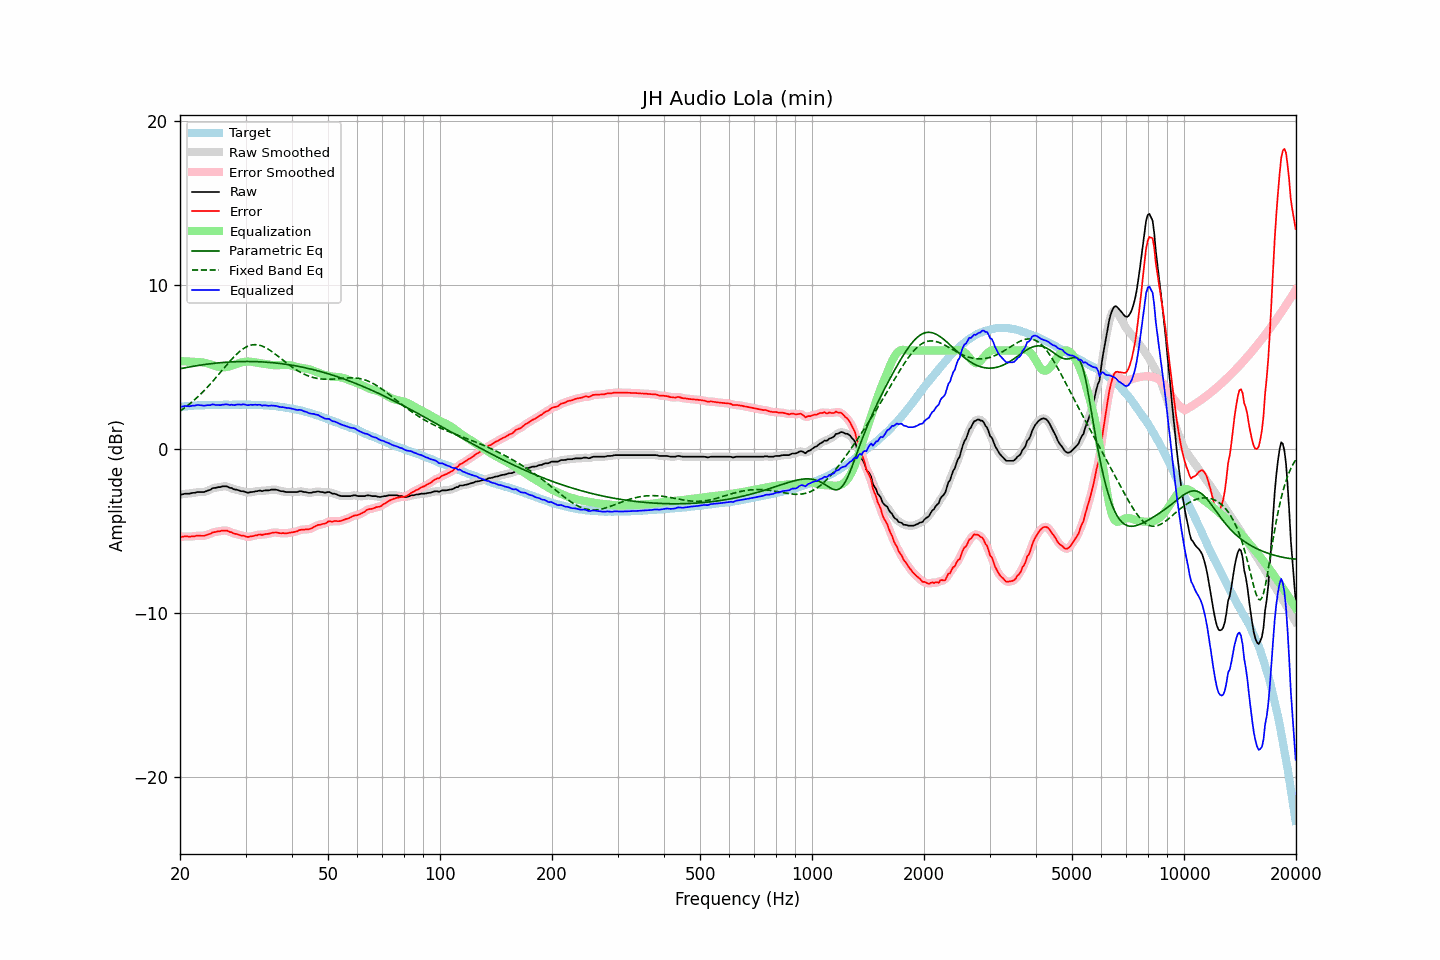 JH Audio Lola (min)
Target
Raw Smoothed
Error Smoothed
Raw
Error
Equalization
Parametric Eq
Fixed Band Eq
Equalized
20
10
0
−10
−20
Amplitude (dBr)
20 50 100 200 500 1000 2000 5000 10000 20000
Frequency (Hz)